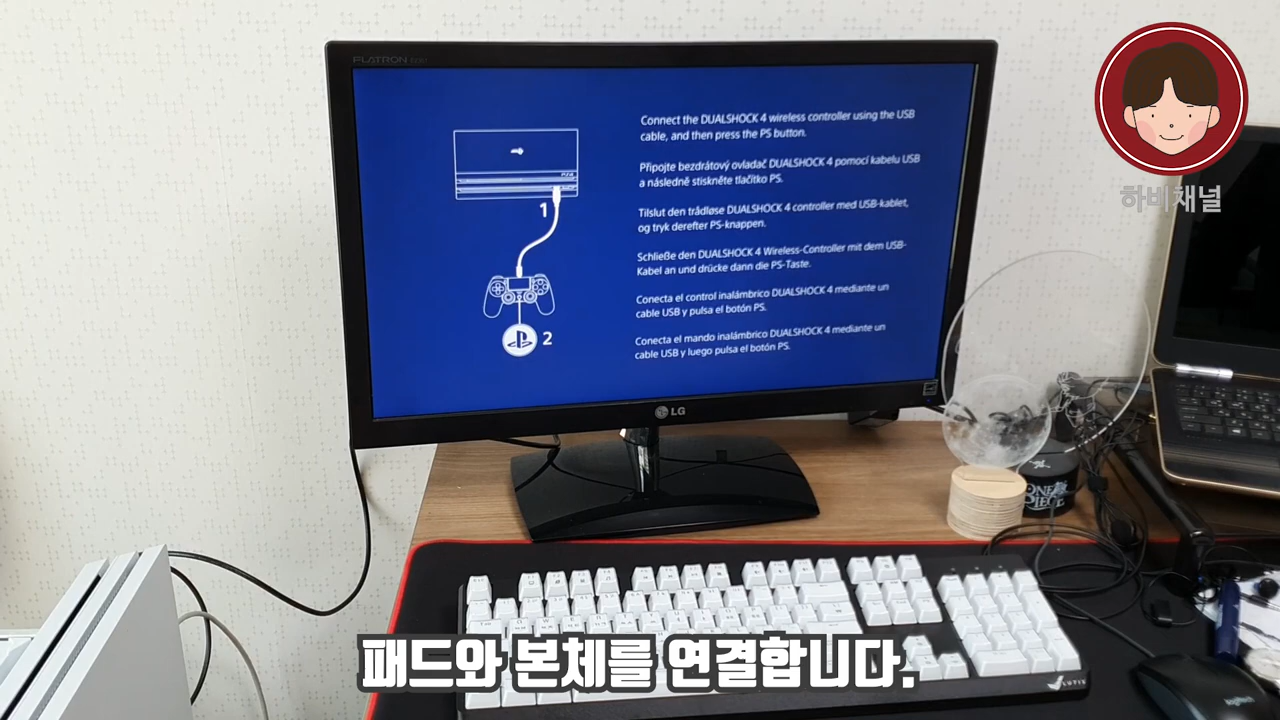 FLATRON
Connect the DUALSHOCK 4 wireless controller using the USB
cable, and then press the PS button.
Připojte bezdrátový ovladač DUALSHOCK 4 pomocí kabelu USB
a následně stiskněte tlačítko PS.
Tilslut den trådløse DUALSHOCK 4 controller med USB-kablet,
og tryk derefter PS-knappen.
Schließe den DUALSHOCK 4 Wireless-Controller mit dem USB-
Kabel an und drücke dann die PS-Taste.
Conecta el control inalámbrico DUALSHOCK 4 mediante un
cable USB y pulsa el botón PS.
Conecta el mando inalámbrico DUALSHOCK 4 mediante un
cable USB y luego pulsa el botón PS.
PS4
1
2
LG
하비채널
ONE
PIECE
패드와 본체를 연결합니다.
Logitech